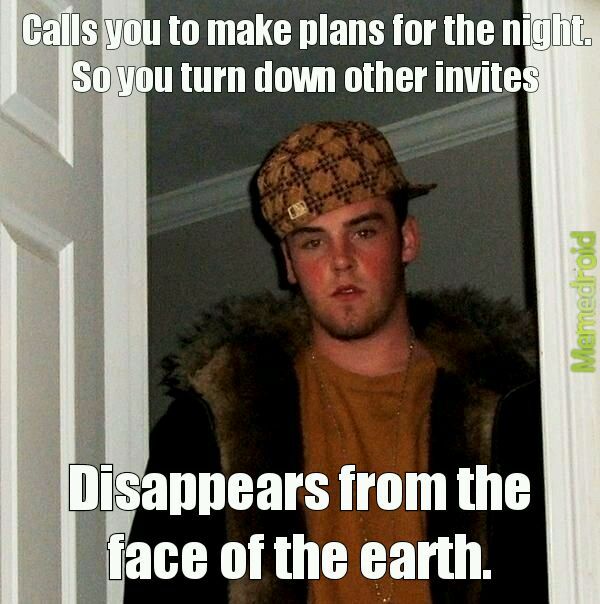 Calls you to make plans for the night.
So you turn down other invites
Memedroid
Disappears from the
face of the earth.